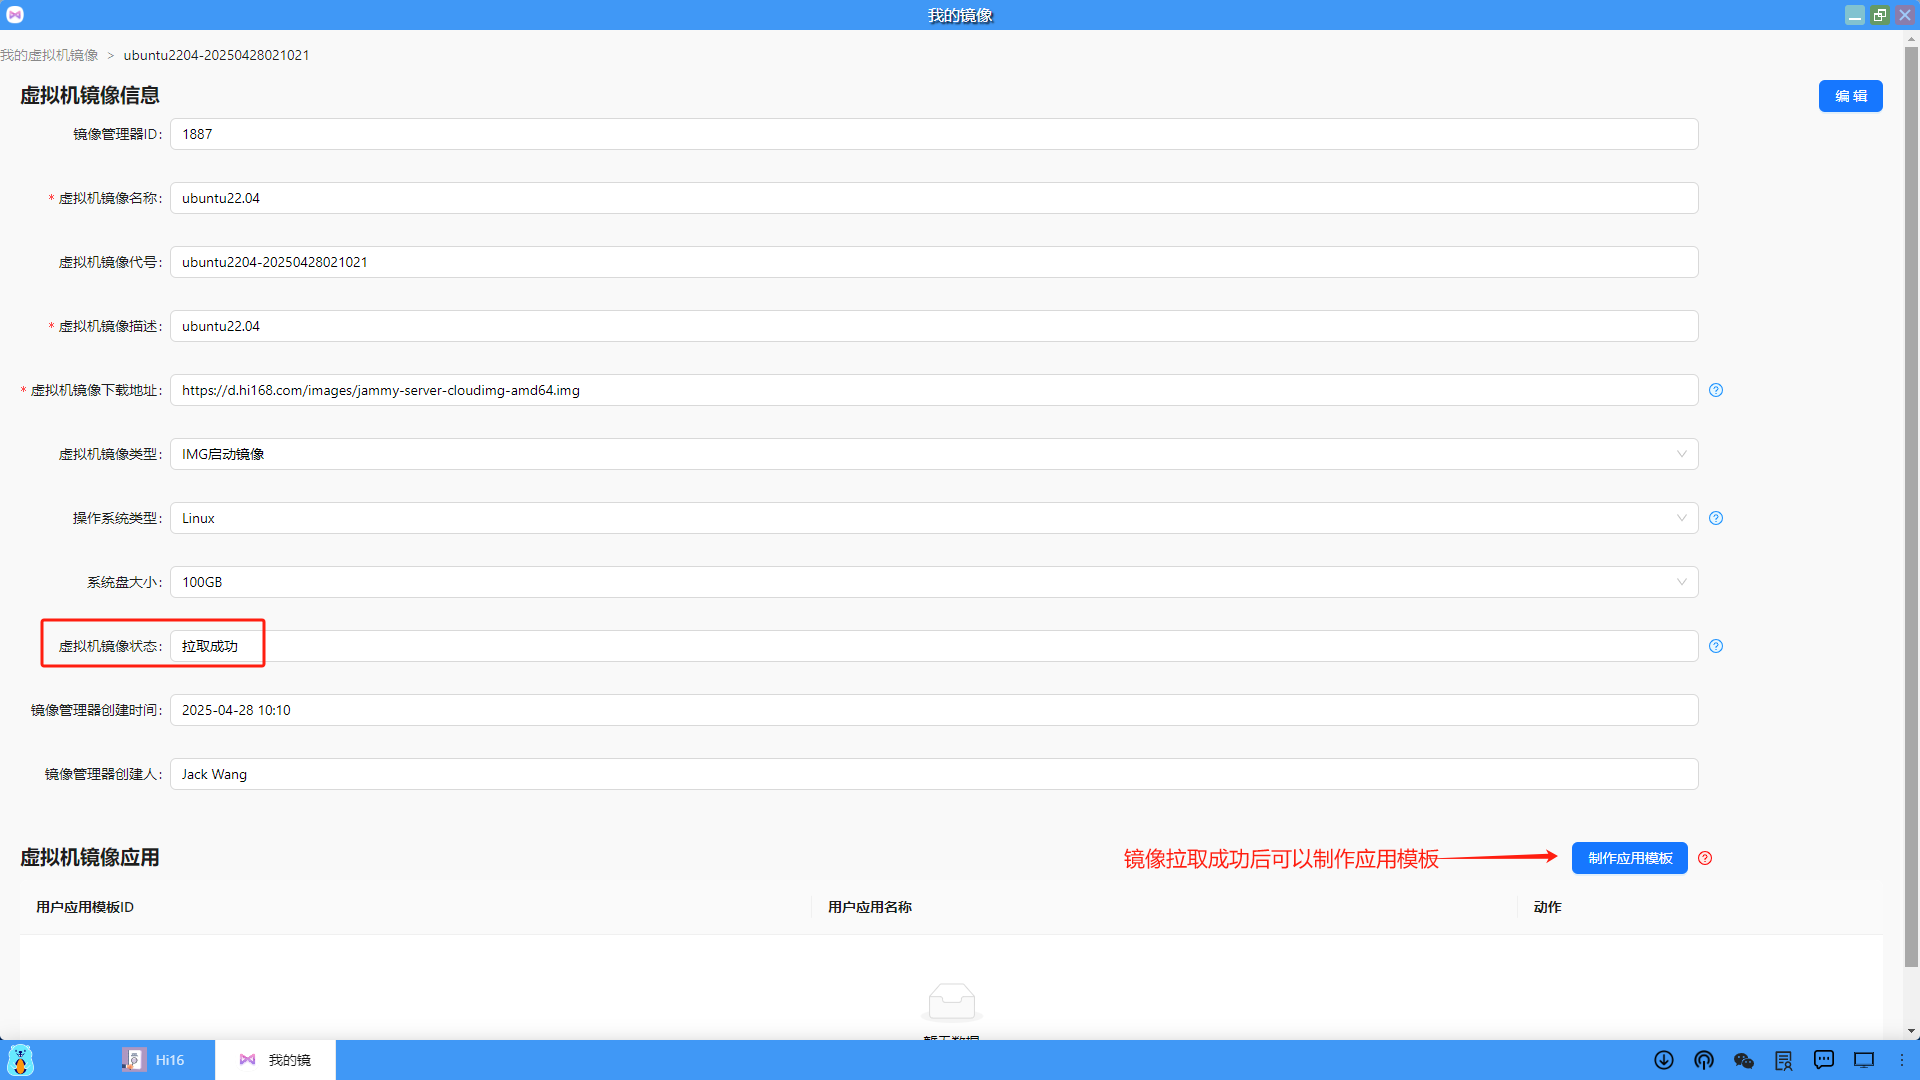 我的镜像
我的虚拟机镜像 > ubuntu2204-20250428021021
虚拟机镜像信息
编 辑
镜像管理器ID: 1887
* 虚拟机镜像名称: ubuntu22.04
虚拟机镜像代号: ubuntu2204-20250428021021
* 虚拟机镜像描述: ubuntu22.04
* 虚拟机镜像下载地址: https://d.hi168.com/images/jammy-server-cloudimg-amd64.img
虚拟机镜像类型: IMG启动镜像
操作系统类型: Linux
系统盘大小: 100GB
虚拟机镜像状态: 拉取成功
镜像管理器创建时间: 2025-04-28 10:10
镜像管理器创建人: Jack Wang
虚拟机镜像应用
镜像拉取成功后可以制作应用模板
制作应用模板
用户应用模板ID 用户应用名称 动作
Hi16
我的镜